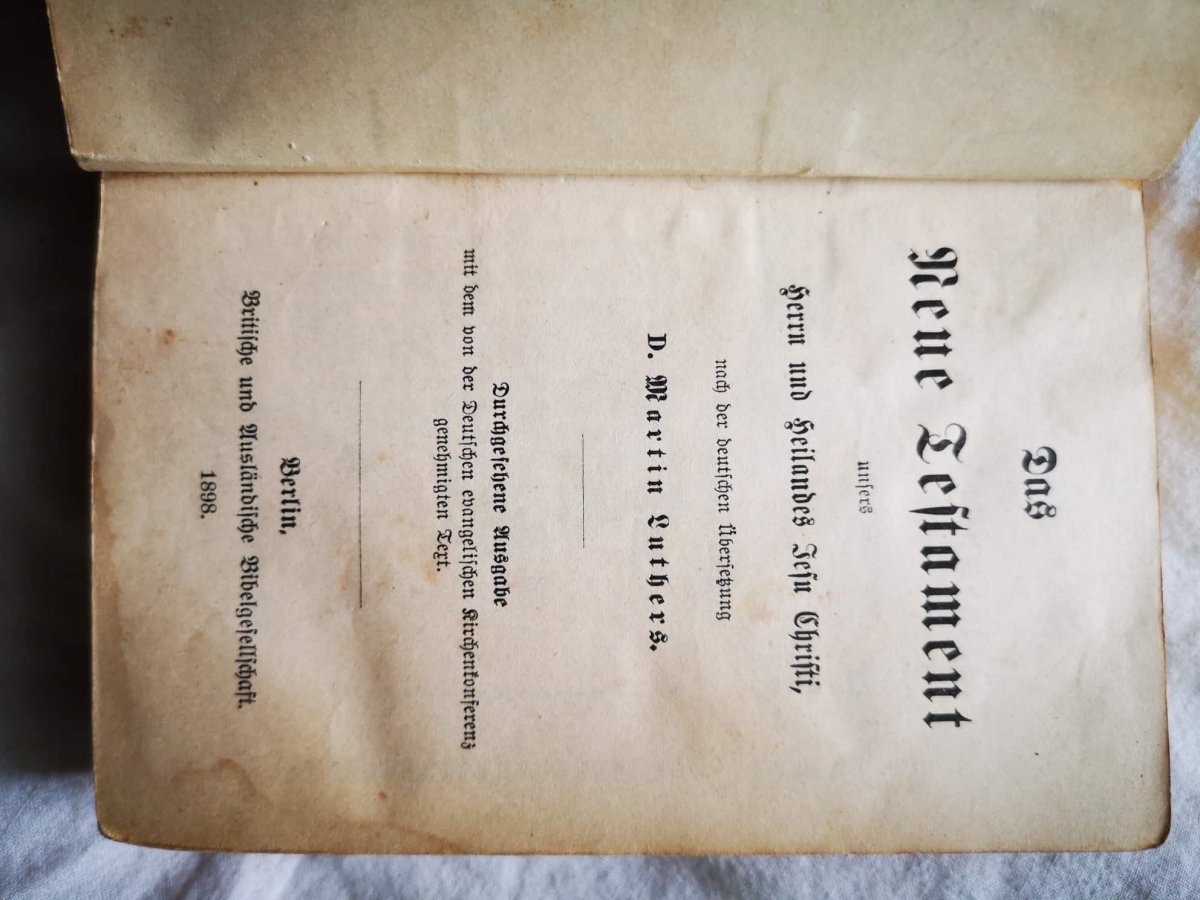 Das
Neue Testament
unsers
Herrn und Heilandes Jesu Christi,
nach der deutschen Übersetzung
D. Martin Luthers.
Durchgesehene Ausgabe
mit dem von der Deutschen evangelischen Kirchenkonferenz
genehmigten Text.
Berlin,
Britische und Ausländische Bibelgesellschaft.
1898.